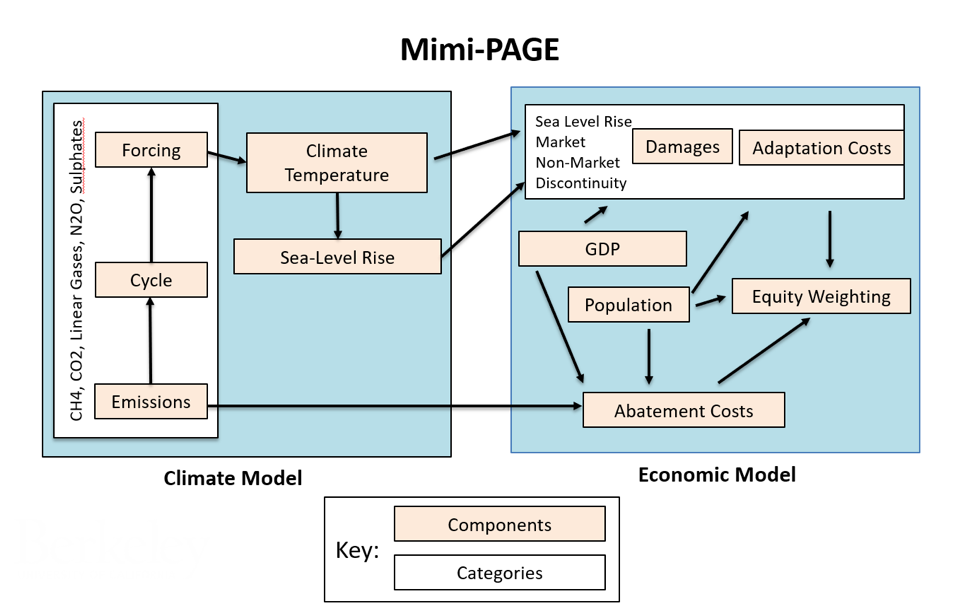 Mimi-PAGE
CH4, CO2, Linear Gases, N2O, Sulphates
Forcing
Cycle
Emissions
Climate
Temperature
Sea-Level Rise
Climate Model
Sea Level Rise
Market
Non-Market
Discontinuity
Damages
Adaptation Costs
GDP
Population
Equity Weighting
Abatement Costs
Economic Model
Key:
Components
Categories